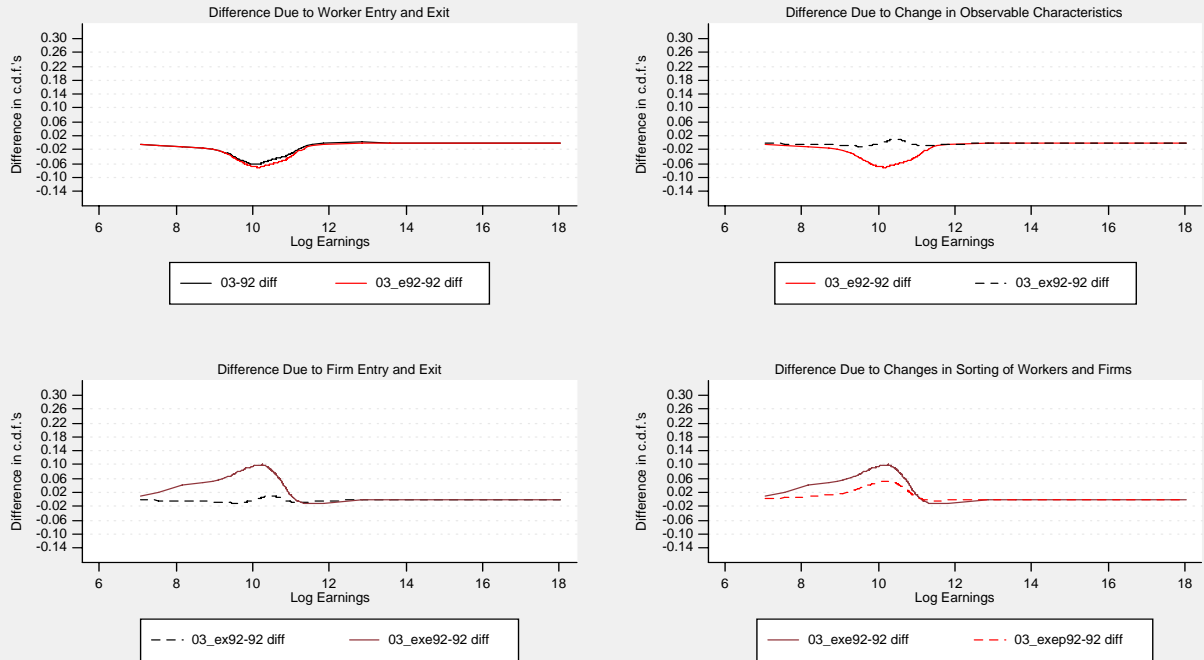 Difference Due to Worker Entry and Exit
Difference in c.d.f.'s
0.30
0.26
0.22
0.18
0.14
0.10
0.06
0.02
-0.02
-0.06
-0.10
-0.14
6 8 10 12 14 16 18
Log Earnings
03-92 diff 03_e92-92 diff
Difference Due to Change in Observable Characteristics
Difference in c.d.f.'s
0.30
0.26
0.22
0.18
0.14
0.10
0.06
0.02
-0.02
-0.06
-0.10
-0.14
6 8 10 12 14 16 18
Log Earnings
03_e92-92 diff 03_ex92-92 diff
Difference Due to Firm Entry and Exit
Difference in c.d.f.'s
0.30
0.26
0.22
0.18
0.14
0.10
0.06
0.02
-0.02
-0.06
-0.10
-0.14
6 8 10 12 14 16 18
Log Earnings
03_ex92-92 diff 03_exe92-92 diff
Difference Due to Changes in Sorting of Workers and Firms
Difference in c.d.f.'s
0.30
0.26
0.22
0.18
0.14
0.10
0.06
0.02
-0.02
-0.06
-0.10
-0.14
6 8 10 12 14 16 18
Log Earnings
03_exe92-92 diff 03_exep92-92 diff